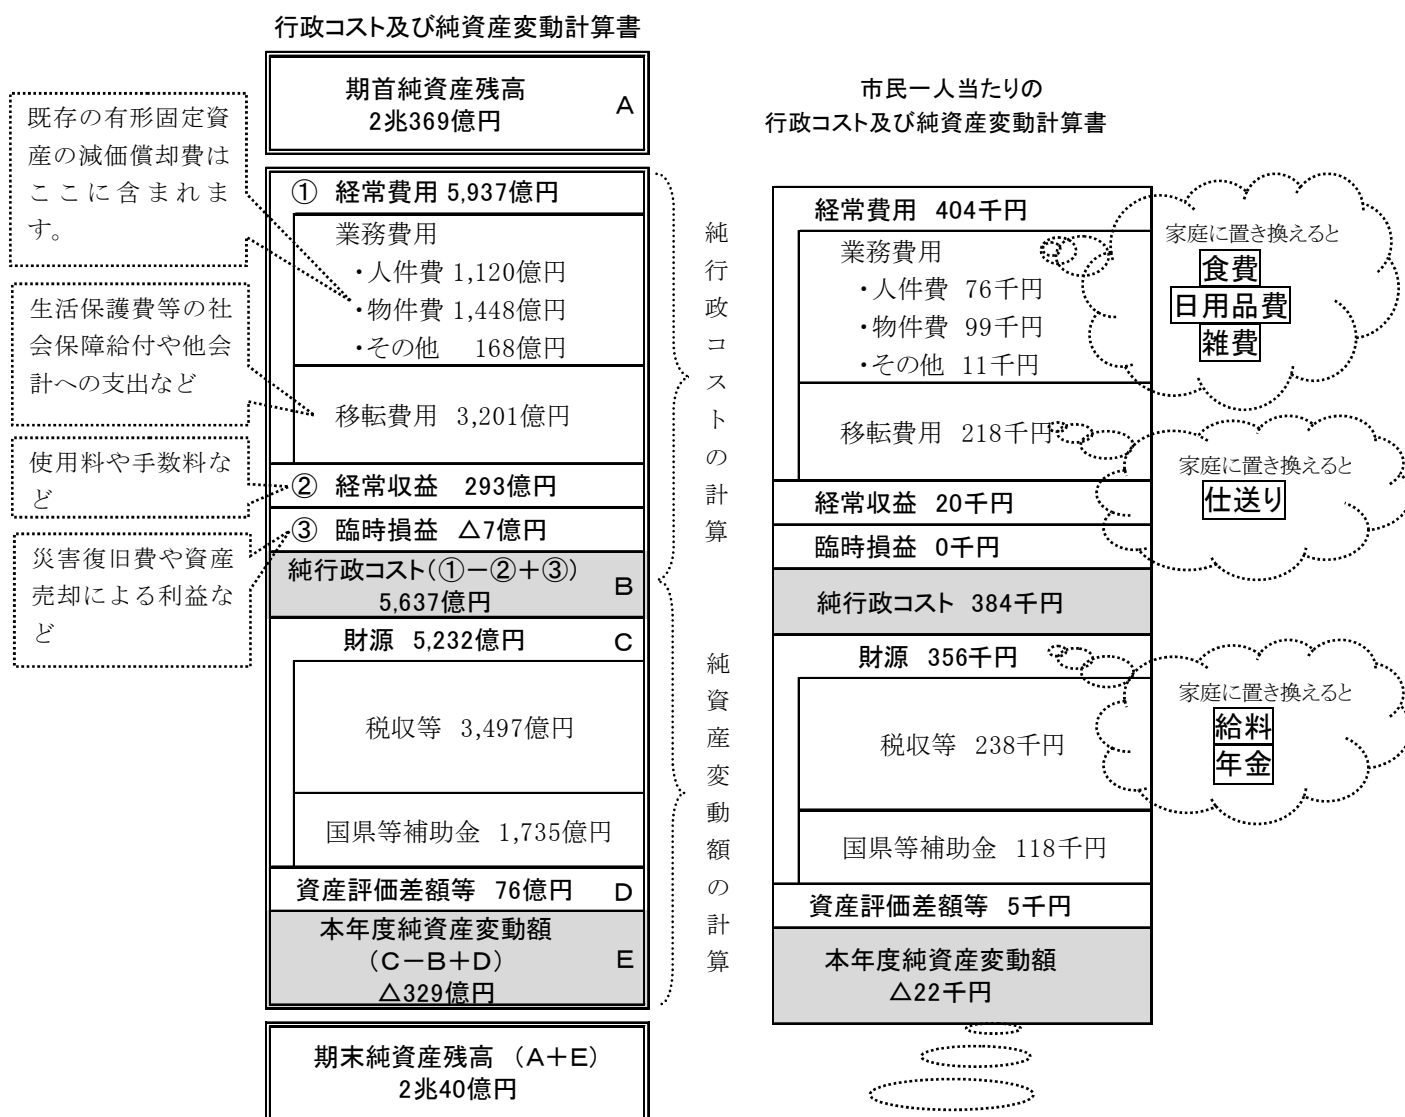 行政コスト及び純資産変動計算書
期首純資産残高
2兆369億円
A
既存の有形固定資
産の減価償却費は
ここに含まれま
す。
生活保護費等の社
会保障給付や他会
計への支出など
使用料や手数料な
ど
災害復旧費や資産
売却による利益な
ど
① 経常費用 5,937億円
業務費用
・人件費 1,120億円
・物件費 1,448億円
・その他 168億円
移転費用 3,201億円
② 経常収益 293億円
③ 臨時損益 △7億円
純行政コスト(①－②＋③)
5,637億円
B
財源 5,232億円
C
税収等 3,497億円
国県等補助金 1,735億円
資産評価差額等 76億円
D
本年度純資産変動額
(C－B＋D)
△329億円
E
期末純資産残高 (A＋E)
2兆40億円
純行政コストの計算
純資産変動額の計算
市民一人当たりの
行政コスト及び純資産変動計算書
経常費用 404千円
業務費用
・人件費 76千円
・物件費 99千円
・その他 11千円
移転費用 218千円
経常収益 20千円
臨時損益 0千円
純行政コスト 384千円
財源 356千円
税収等 238千円
国県等補助金 118千円
資産評価差額等 5千円
本年度純資産変動額
△22千円
家庭に置き換えると
食費
日用品費
雑費
家庭に置き換えると
仕送り
家庭に置き換えると
給料
年金